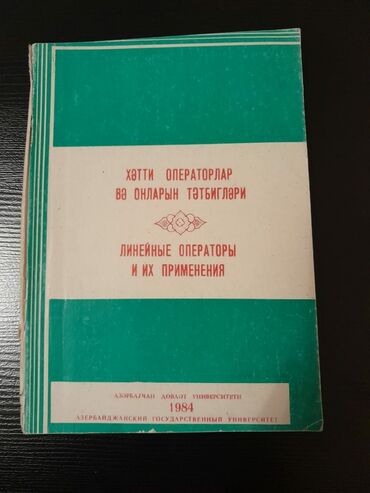 ХӘТТИ ОПЕРАТОРЛАР
ВӘ ОНЛАРЫН ТӘТБИГЛӘРИ
ЛИНЕЙНЫЕ ОПЕРАТОРЫ
И ИХ ПРИМЕНЕНИЯ
АЗӘРБАЈҸАН ДӨВЛӘТ УНИВЕРСИТЕТИ
1984
АЗЕРБАЙДЖАНСКИЙ ГОСУДАРСТВЕННЫЙ УНИВЕРСИТЕТ